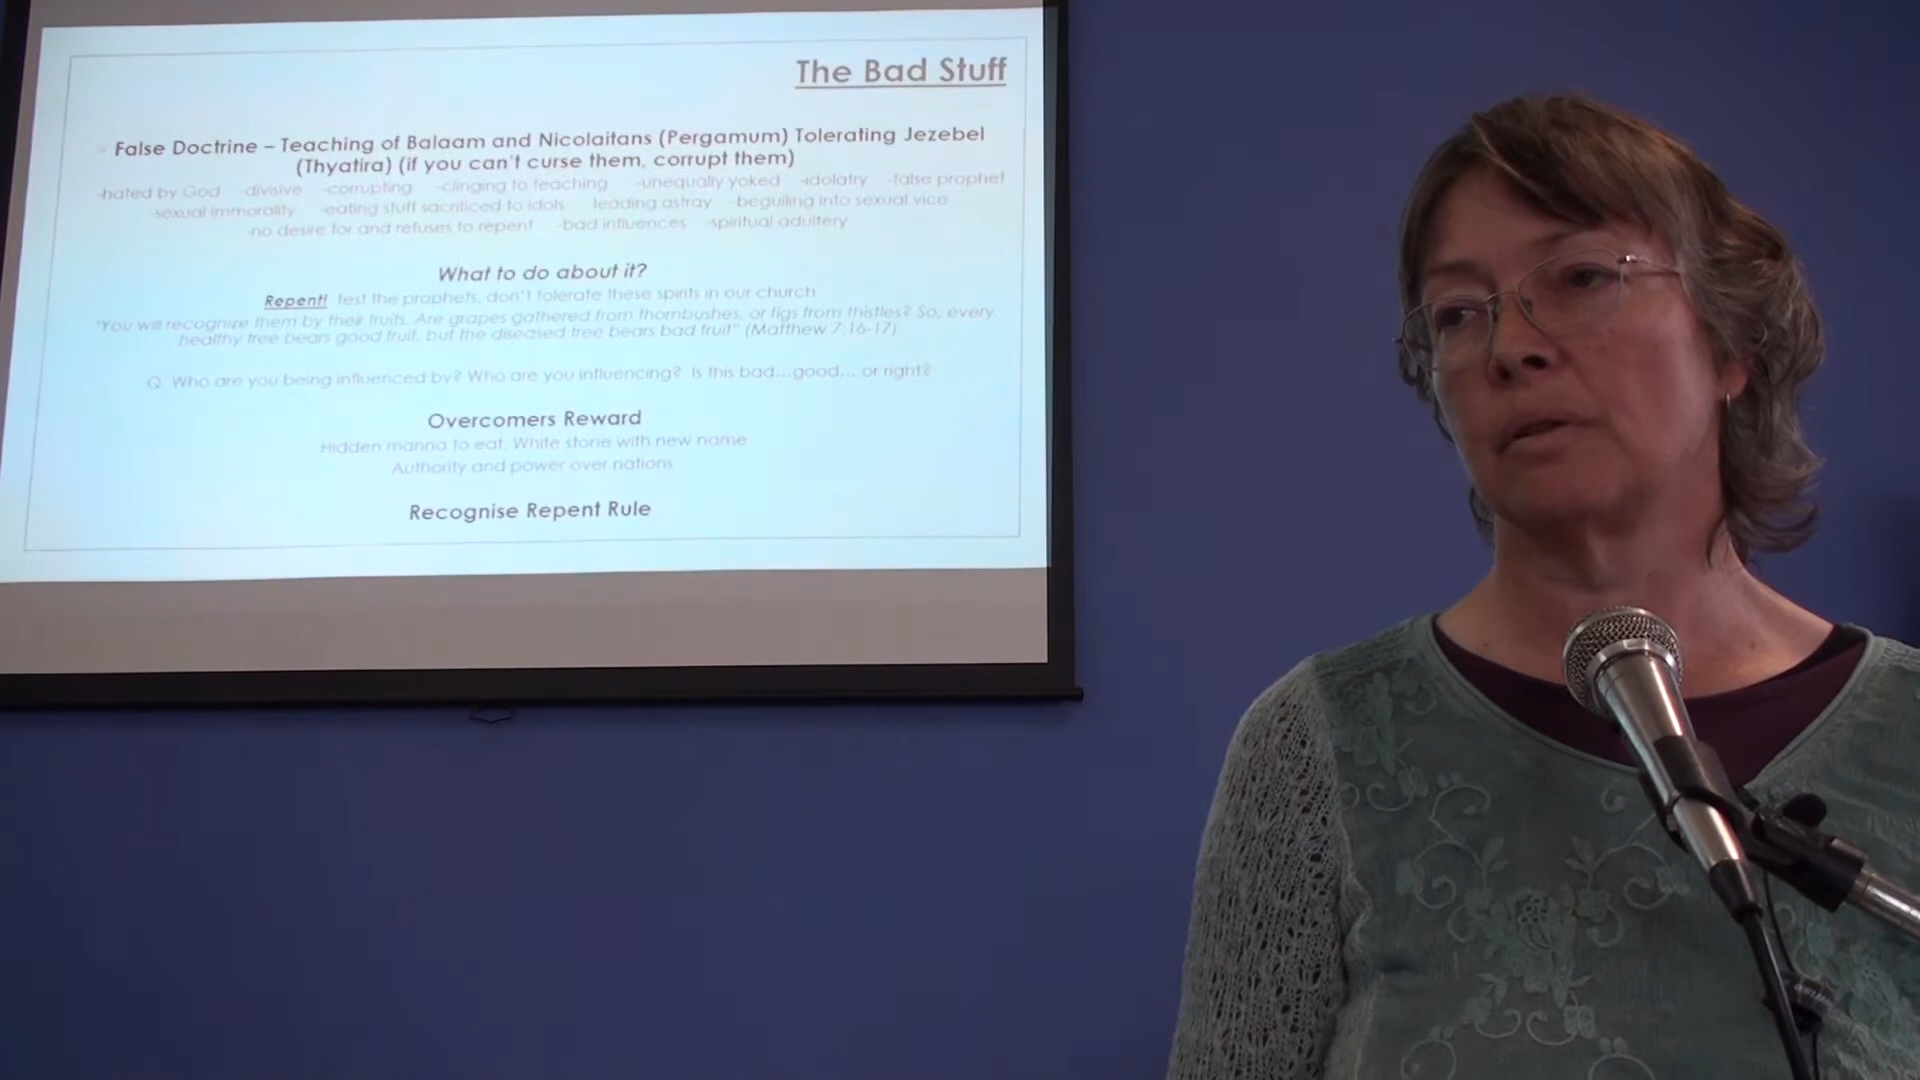 The Bad Stuff
False Doctrine – Teaching of Balaam and Nicolaitans (Pergamum) Tolerating Jezebel
(Thyatira) (if you can't curse them, corrupt them)
-hated by God -divisive -corrupting -clinging to teaching -unequally yoked -idolatry -false prophet
-sexual immorality -eating stuff sacrificed to idols leading astray beguiling into sexual vice
-no desire for and refuses to repent -bad influences -spiritual adultery
What to do about it?
Repent! Test the prophets, don't tolerate these spirits in our church
"You will recognize them by their fruits. Are grapes gathered from thornbushes, or figs from thistles? So, every
healthy tree bears good fruit, but the diseased tree bears bad fruit" (Matthew 7:16-17)
Q Who are you being influenced by? Who are you influencing? Is this bad...good....or right?
Overcomers Reward
Hidden manna to eat, White stone with new name
Authority and power over nations
Recognise Repent Rule